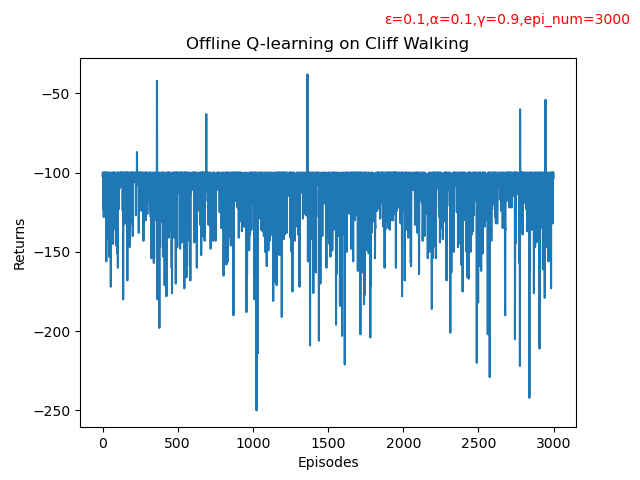 ε=0.1,α=0.1,γ=0.9,epi_num=3000
Offline Q-learning on Cliff Walking
Returns
−50
−100
−150
−200
−250
0 500 1000 1500 2000 2500 3000
Episodes